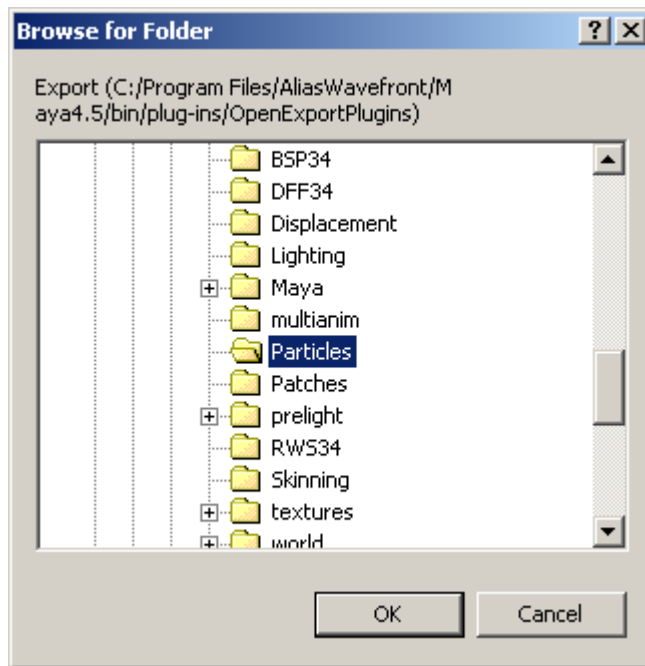 Browse for Folder
Export (C:/Program Files/AliasWavefront/M
aya4.5/bin/plug-ins/OpenExportPlugins)
BSP34
DFF34
Displacement
Lighting
Maya
multianim
Particles
Patches
prelight
RWS34
Skinning
textures
world
OK Cancel